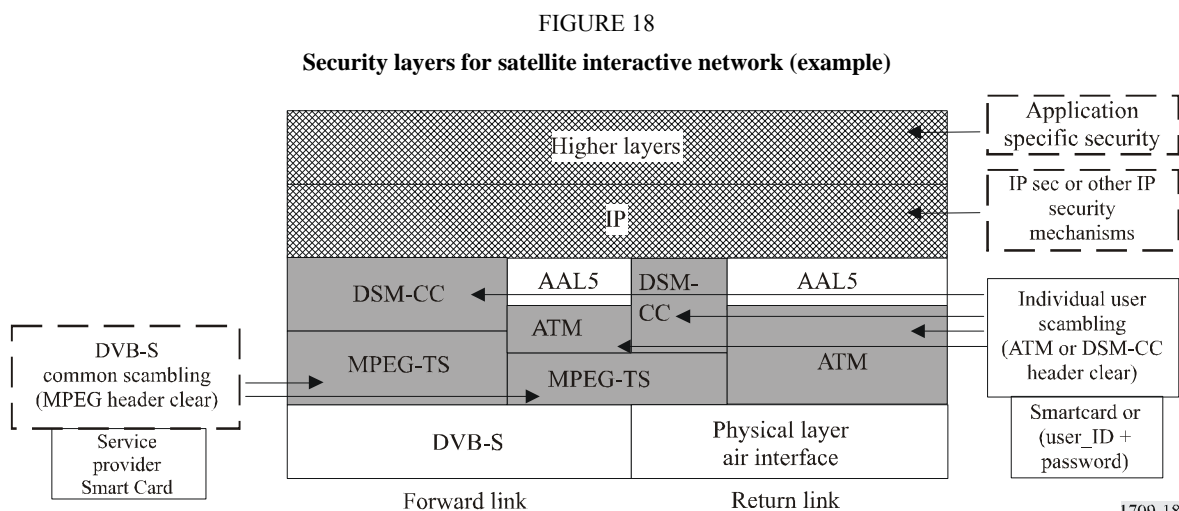 FIGURE 18
Security layers for satellite interactive network (example)
Application
specific security
Higher layers
IP sec or other IP
security
mechanisms
IP
DSM-CC
AAL5
DSM-
CC
AAL5
Individual user
scambling
(ATM or DSM-CC
header clear)
ATM
ATM
DVB-S
common scambling
(MPEG header clear)
MPEG-TS
MPEG-TS
Service
provider
Smart Card
DVB-S
Physical layer
air interface
Smartcard or
(user_ID +
password)
Forward link
Return link
1709-18